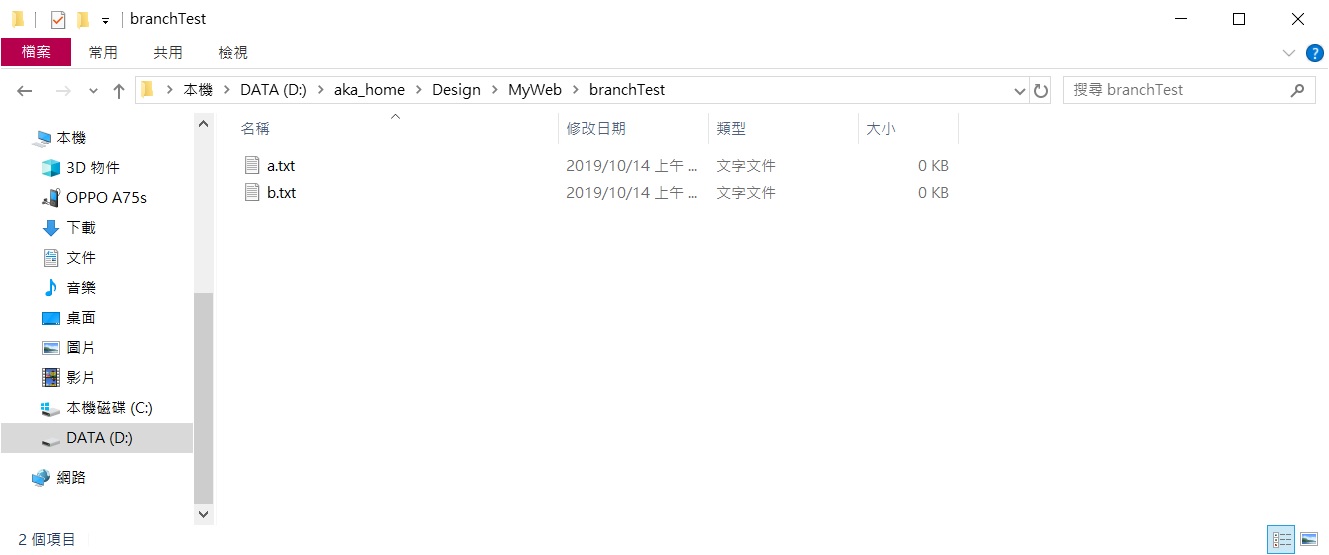 branchTest
檔案 常用 共用 檢視
本機 DATA (D:) aka_home Design MyWeb branchTest
搜尋 branchTest
名稱 修改日期 類型 大小
a.txt 2019/10/14 上午 ... 文字文件 0 KB
b.txt 2019/10/14 上午 ... 文字文件 0 KB
本機
3D 物件
OPPO A75s
下載
文件
音樂
桌面
圖片
影片
本機磁碟 (C:)
DATA (D:)
網路
2 個項目